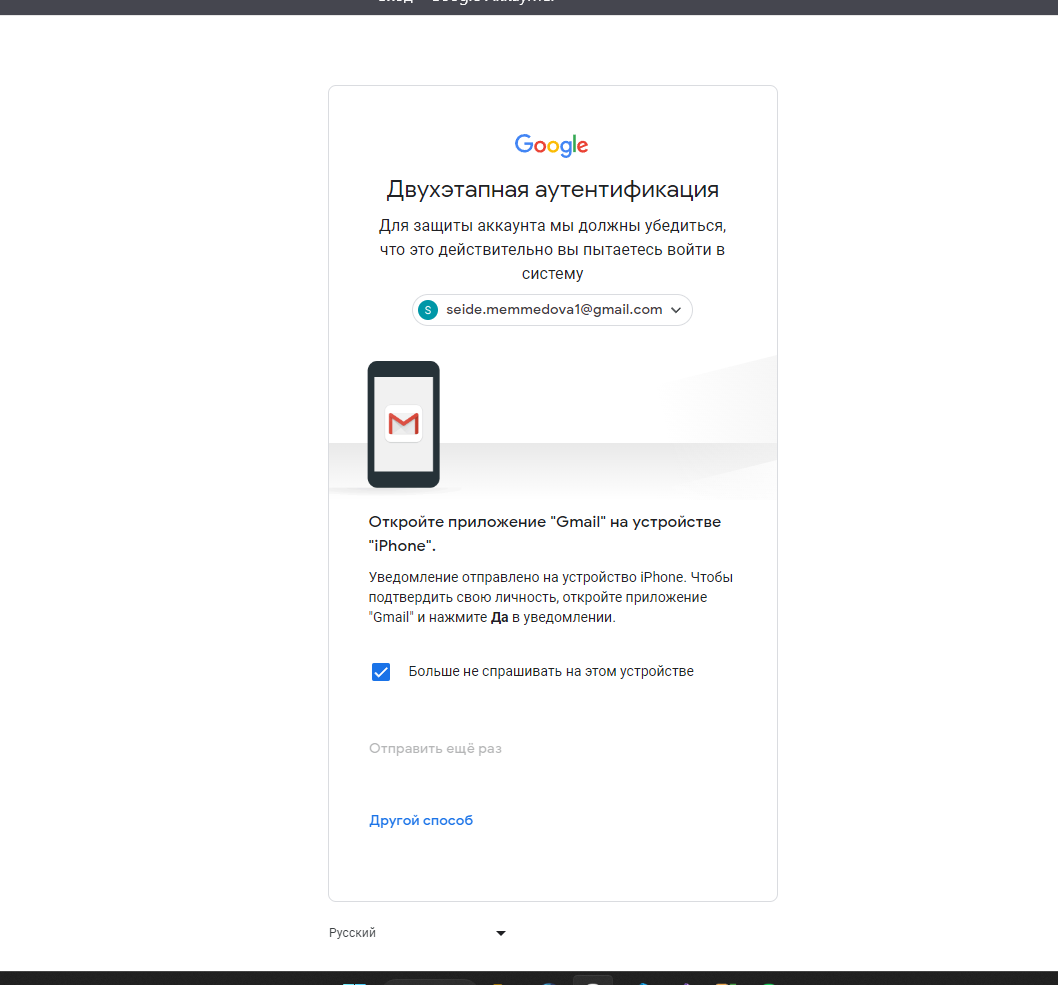 Google
Двухэтапная аутентификация
Для защиты аккаунта мы должны убедиться,
что это действительно вы пытаетесь войти в
систему
S seide.memmedova1@gmail.com
Откройте приложение "Gmail" на устройстве
"iPhone".
Уведомление отправлено на устройство iPhone. Чтобы
подтвердить свою личность, откройте приложение
"Gmail" и нажмите Да в уведомлении.
Больше не спрашивать на этом устройстве
Отправить ещё раз
Другой способ
Русский